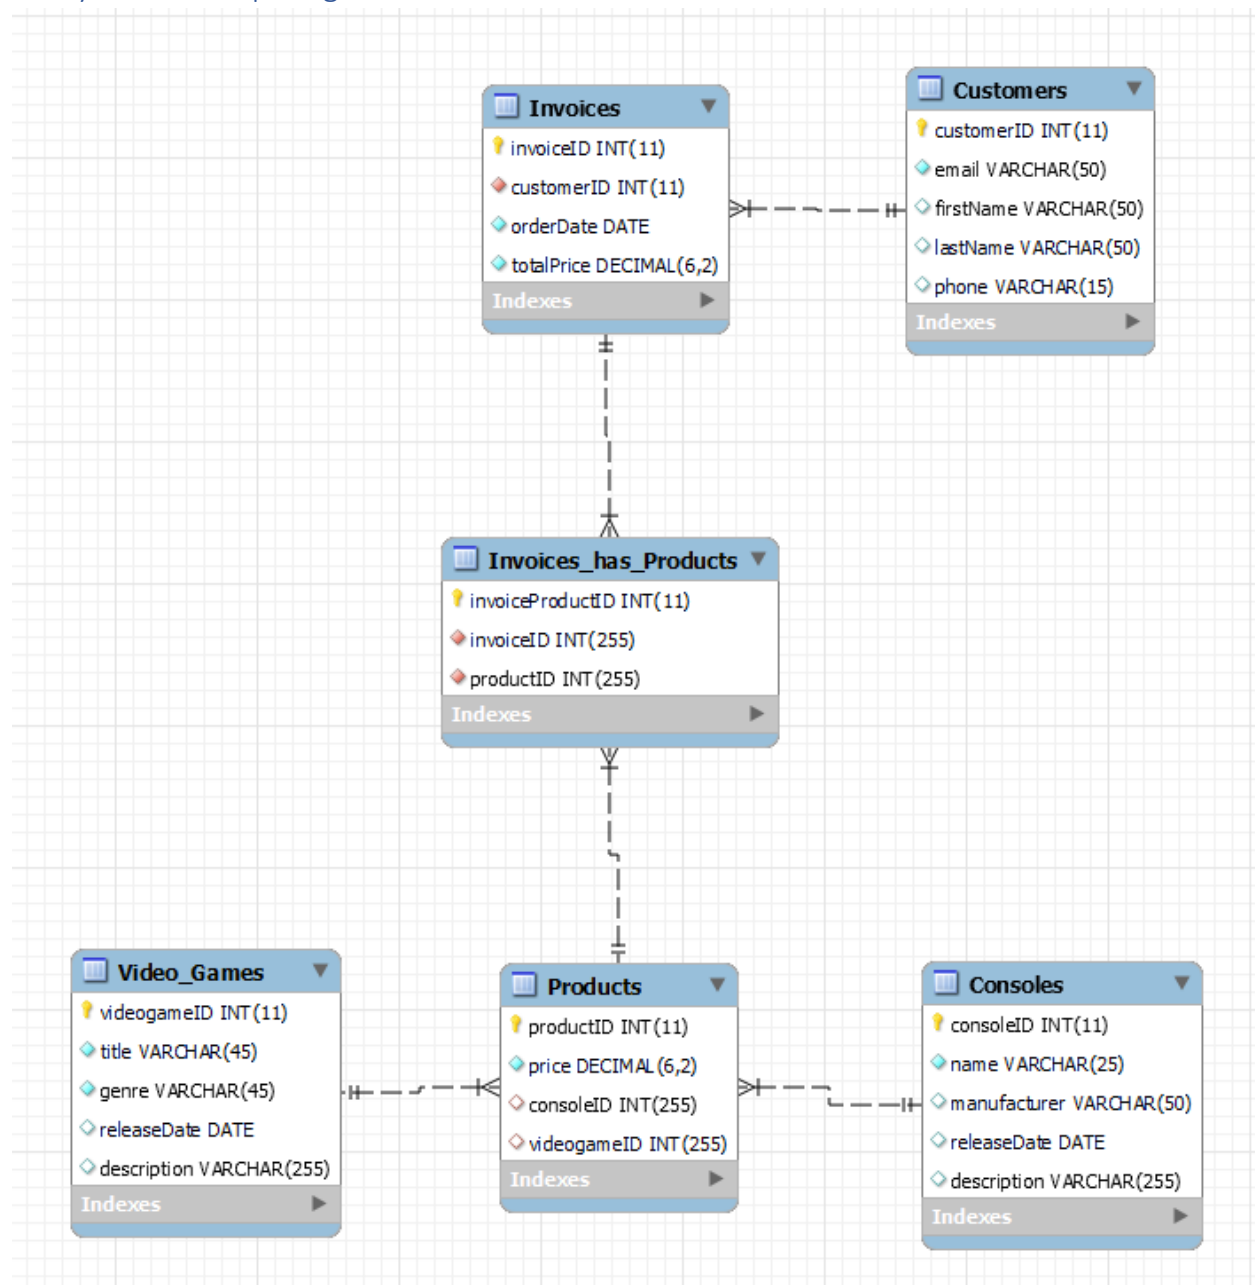 Invoices
invoiceID INT(11)
customerID INT(11)
orderDate DATE
totalPrice DECIMAL(6,2)
Indexes
Customers
customerID INT(11)
email VARCHAR(50)
firstName VARCHAR(50)
lastName VARCHAR(50)
phone VARCHAR(15)
Indexes
Invoices_has_Products
invoiceProductID INT(11)
invoiceID INT(255)
productID INT(255)
Indexes
Video_Games
videogameID INT(11)
title VARCHAR(45)
genre VARCHAR(45)
releaseDate DATE
description VARCHAR(255)
Indexes
Products
productID INT(11)
price DECIMAL(6,2)
consoleID INT(255)
videogameID INT(255)
Indexes
Consoles
consoleID INT(11)
name VARCHAR(25)
manufacturer VARCHAR(50)
releaseDate DATE
description VARCHAR(255)
Indexes